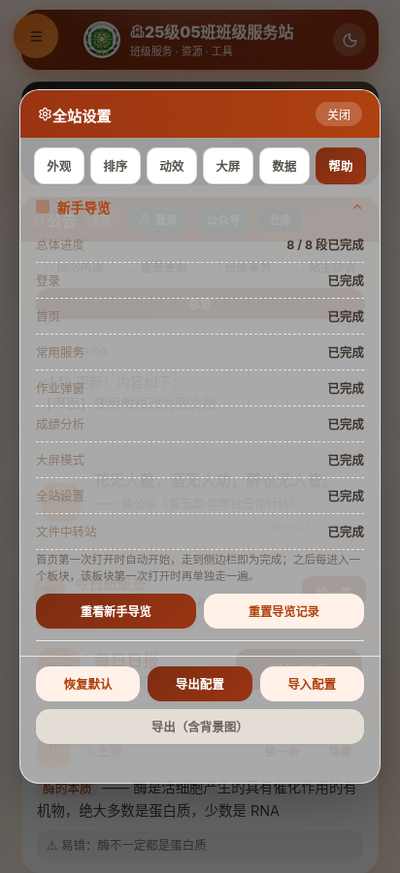 25级05班班级服务站
班级服务 · 资源 · 工具
全站设置
关闭
外观
排序
动效
大屏
数据
帮助
新手导览
总体进度
8 / 8 段已完成
登录
已完成
首页
已完成
常用服务
已完成
作业弹窗
已完成
成绩分析
已完成
大屏模式
已完成
全站设置
已完成
文件中转站
已完成
首页第一次打开时自动开始，走到侧边栏即为完成；之后每进入一
个板块，该板块第一次打开时再单独走一遍。
重看新手导览
重置导览记录
恢复默认
导出配置
导入配置
导出（含背景图）
酶的本质 —— 酶是活细胞产生的具有催化作用的有
机物，绝大多数是蛋白质，少数是 RNA
⚠ 易错：酶不一定都是蛋白质